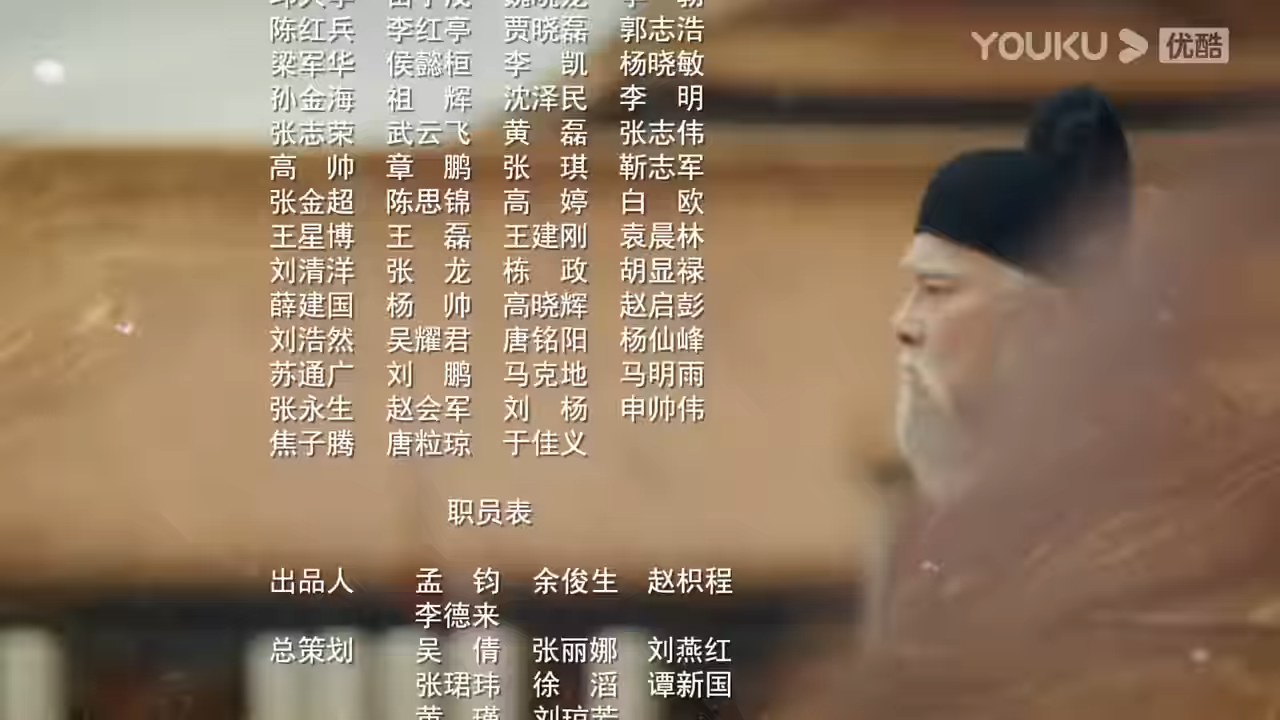 YOUKU 优酷
陈红兵 李红亭 贾晓磊 郭志浩
梁军华 侯懿桓 李 凯 杨晓敏
孙金海 祖 辉 沈泽民 李 明
张志荣 武云飞 黄 磊 张志伟
高 帅 章 鹏 张 琪 靳志军
张金超 陈思锦 高 婷 白 欧
王星博 王 磊 王建刚 袁晨林
刘清洋 张 龙 栋 政 胡显禄
薛建国 杨 帅 高晓辉 赵启彭
刘浩然 吴耀君 唐铭阳 杨仙峰
苏通广 刘 鹏 马克地 马明雨
张永生 赵会军 刘 杨 申帅伟
焦子腾 唐粒琼 于佳义
职员表
出品人 孟 钧 余俊生 赵枳程
李德来
总策划 吴 倩 张丽娜 刘燕红
张珺玮 徐 滔 谭新国